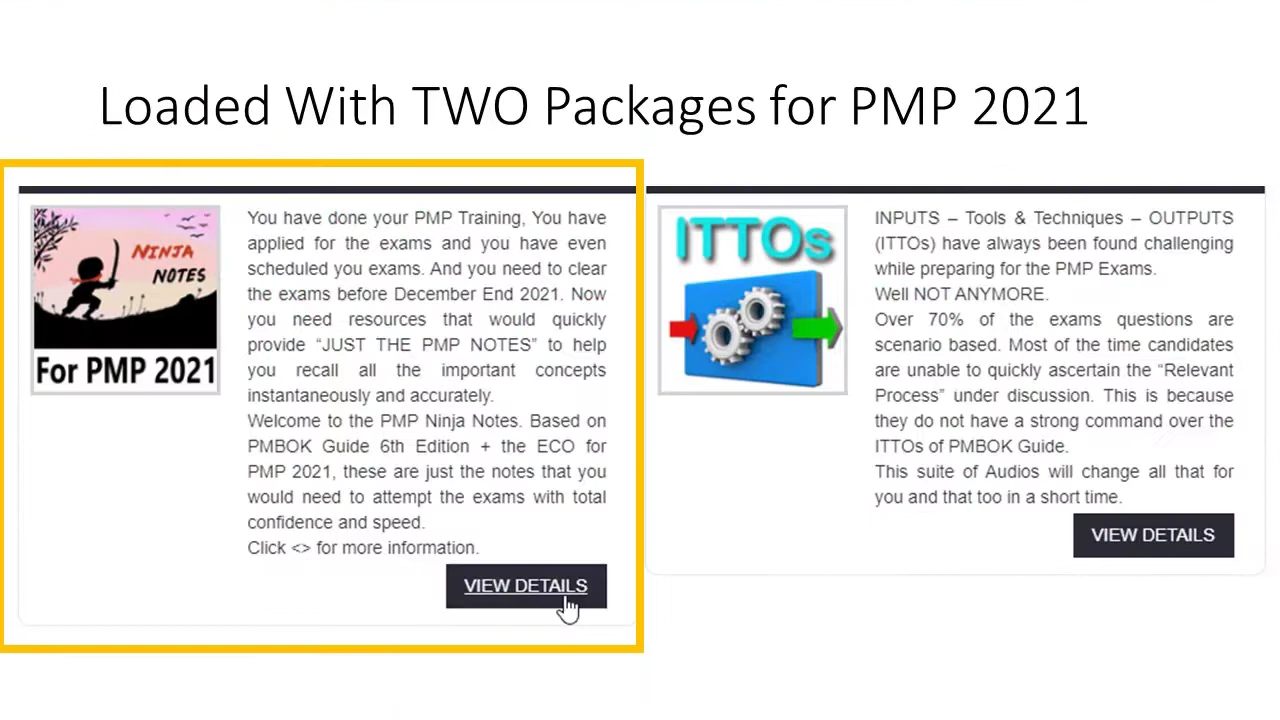 Loaded With TWO Packages for PMP 2021
NINJA
NOTES
For PMP 2021
You have done your PMP Training, You have
applied for the exams and you have even
scheduled you exams. And you need to clear
the exams before December End 2021. Now
you need resources that would quickly
provide “JUST THE PMP NOTES” to help
you recall all the important concepts
instantaneously and accurately.
Welcome to the PMP Ninja Notes. Based on
PMBOK Guide 6th Edition + the ECO for
PMP 2021, these are just the notes that you
would need to attempt the exams with total
confidence and speed.
Click <> for more information.
VIEW DETAILS
ITTOs
INPUTS – Tools & Techniques – OUTPUTS
(ITTOs) have always been found challenging
while preparing for the PMP Exams.
Well NOT ANYMORE.
Over 70% of the exams questions are
scenario based. Most of the time candidates
are unable to quickly ascertain the “Relevant
Process” under discussion. This is because
they do not have a strong command over the
ITTOs of PMBOK Guide.
This suite of Audios will change all that for
you and that too in a short time.
VIEW DETAILS